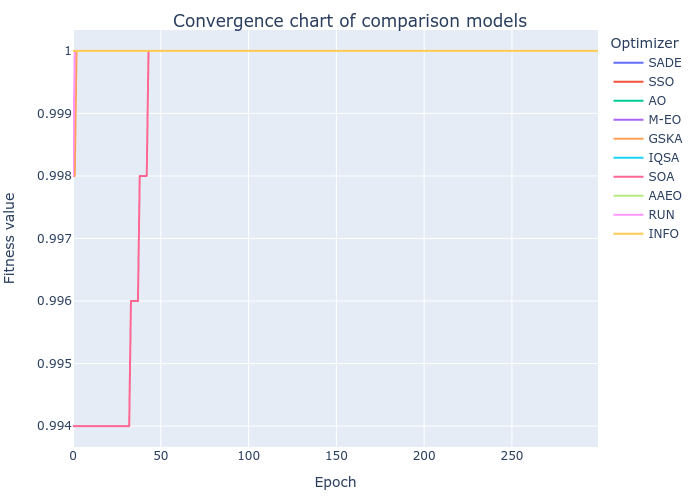 Convergence chart of comparison models
Fitness value
1
0.999
0.998
0.997
0.996
0.995
0.994
0
50
100
150
200
250
Epoch
Optimizer
SADE
SSO
AO
M-EO
GSKA
IQSA
SOA
AAEO
RUN
INFO